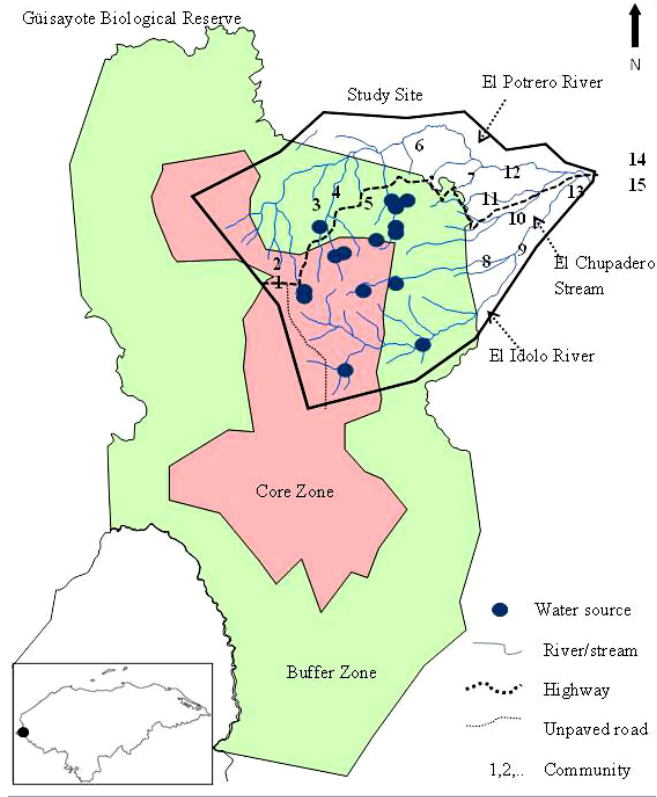 Güisayote Biological Reserve
N
El Potrero River
Study Site
6
14
7
12
15
4
13
11
3
5
10
2
8
9
El Chupadero
Stream
1
El Idolo River
Core Zone
Water source
River/stream
Buffer Zone
Highway
Unpaved road
1,2,.. Community